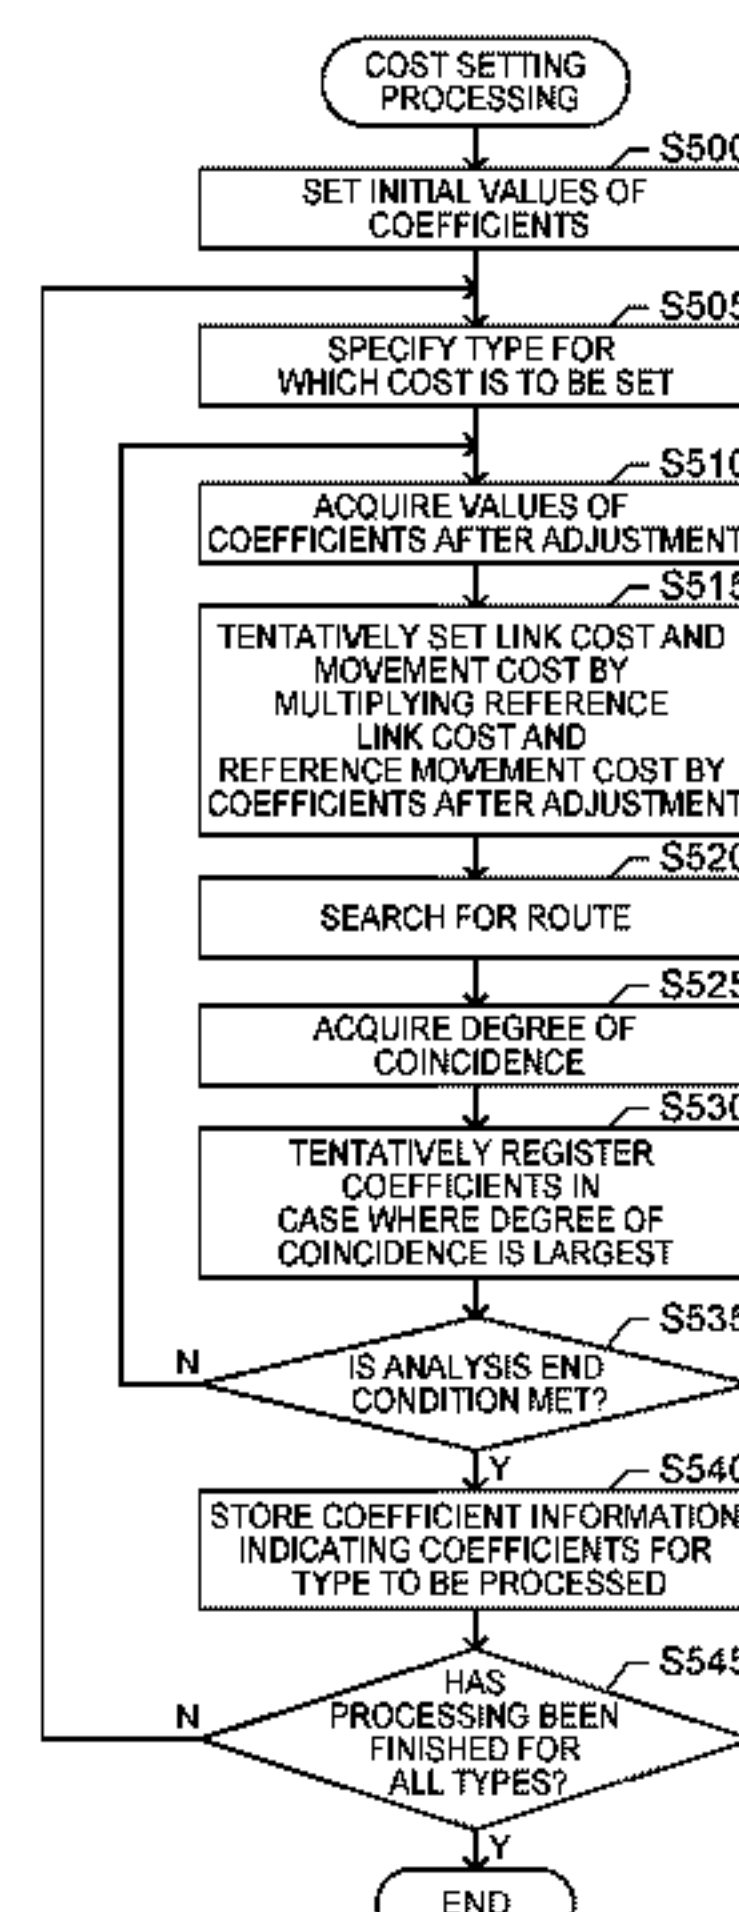 COST SETTING
PROCESSING
S500
SET INITIAL VALUES OF
COEFFICIENTS
S505
SPECIFY TYPE FOR
WHICH COST IS TO BE SET
S510
ACQUIRE VALUES OF
COEFFICIENTS AFTER ADJUSTMENT
S515
TENTATIVELY SET LINK COST AND
MOVEMENT COST BY
MULTIPLYING REFERENCE
LINK COST AND
REFERENCE MOVEMENT COST BY
COEFFICIENTS AFTER ADJUSTMENT
S520
SEARCH FOR ROUTE
S525
ACQUIRE DEGREE OF
COINCIDENCE
S530
TENTATIVELY REGISTER
COEFFICIENTS IN
CASE WHERE DEGREE OF
COINCIDENCE IS LARGEST
S535
N
IS ANALYSIS END
CONDITION MET?
Y
S540
STORE COEFFICIENT INFORMATION
INDICATING COEFFICIENTS FOR
TYPE TO BE PROCESSED
S545
N
HAS
PROCESSING BEEN
FINISHED FOR
ALL TYPES?
Y
END